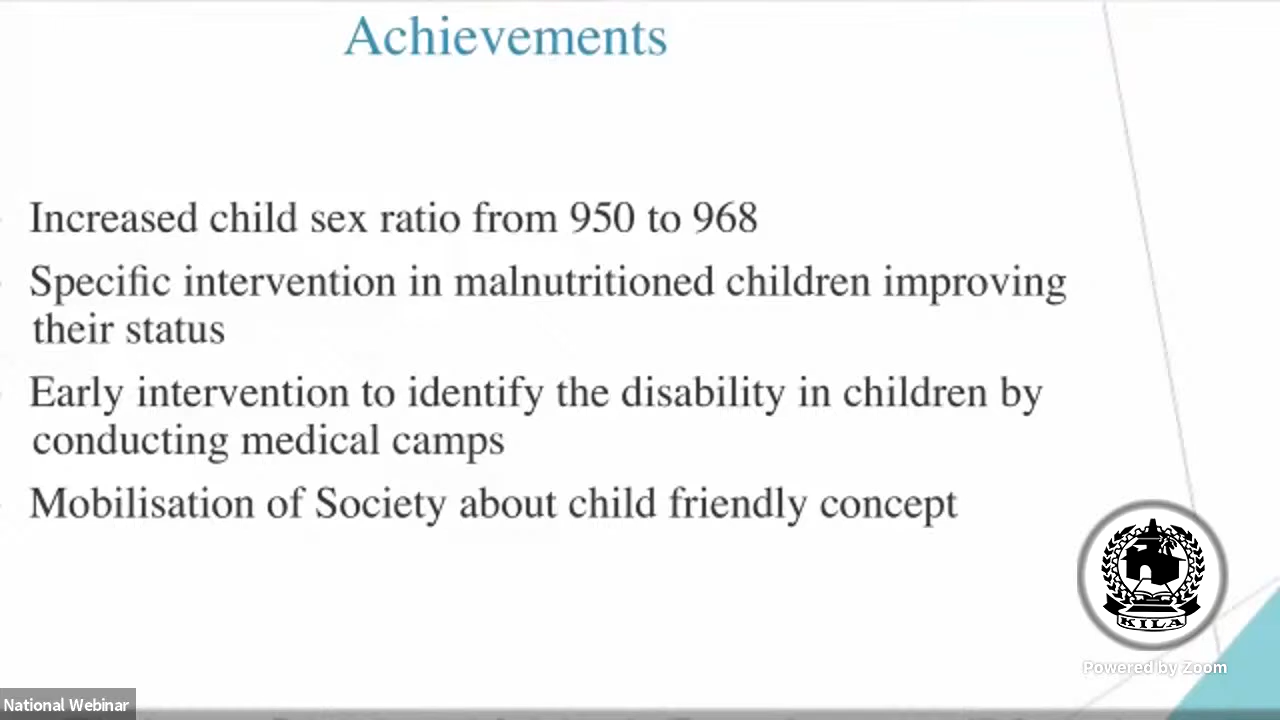 Achievements
Increased child sex ratio from 950 to 968
Specific intervention in malnutritioned children improving
their status
Early intervention to identify the disability in children by
conducting medical camps
Mobilisation of Society about child friendly concept
KILA
Powered by Zoom
National Webinar